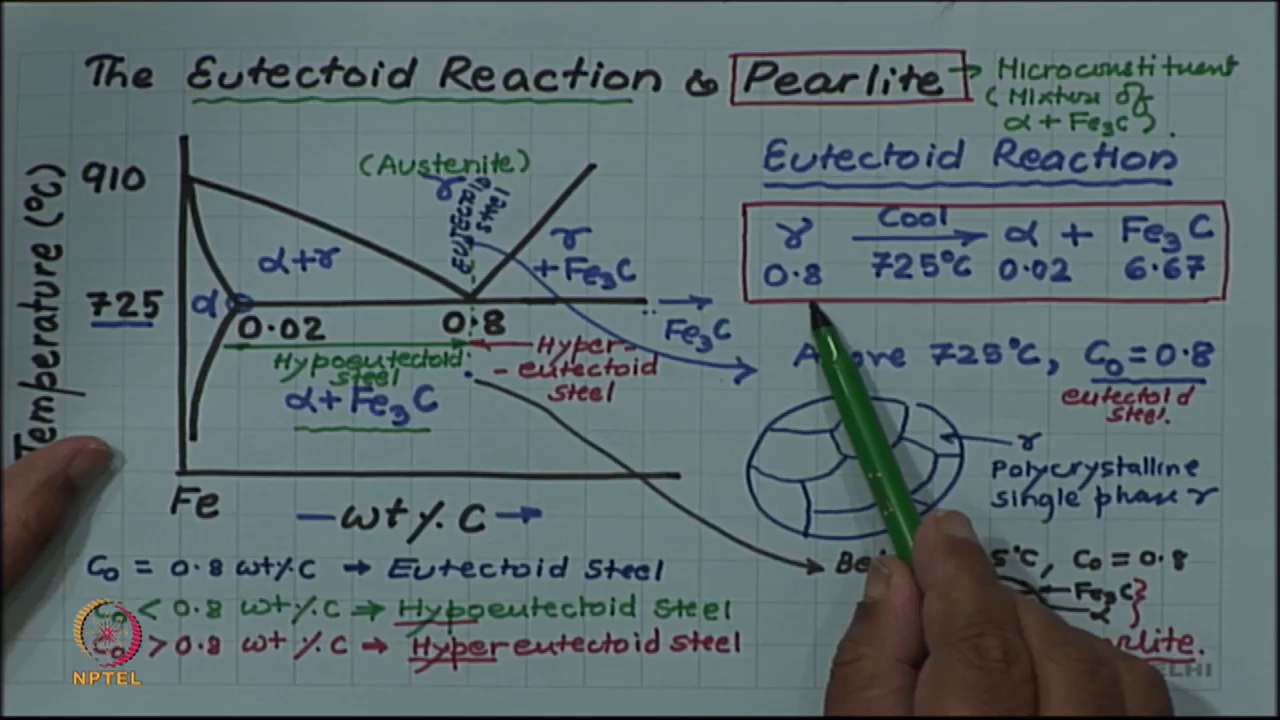 The Eutectoid Reaction & Pearlite → Microconstituent
(Mixture of
α + Fe₃C).
Temperature (°C)
910
725
(Austenite)
γ
EUTECTOID
STEEL
α+γ
α
γ
+ Fe₃C
0.02
0.8
Fe₃C
Hypoeutectoid
steel
Hyper
- eutectoid
steel
α + Fe₃C
Fe
wt % C
C₀ = 0.8 wt % C → Eutectoid Steel
C₀ < 0.8 wt % C ⇒ Hypoeutectoid Steel
C₀ > 0.8 wt % C → Hypereutectoid steel
Eutectoid Reaction
γ Cool α + Fe₃C
0.8 725°C 0.02 6.67
725°C, C₀ = 0.8
eutectoid
steel.
γ
Polycrystalline
single phase γ
5°C, C₀ = 0.8
Fe₃C
α
NPTEL